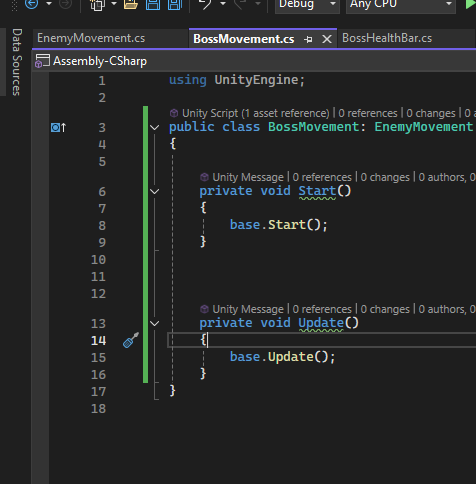 Debug
Any CPU
Data Sources
EnemyMovement.cs
BossMovement.cs
BossHealthBar.cs
Assembly-CSharp
1 using UnityEngine;
2
Unity Script (1 asset reference) | 0 references | 0 changes | 0 a
3 public class BossMovement: EnemyMovement
4 {
5
Unity Message | 0 references | 0 changes | 0 authors, 0
6 private void Start()
7 {
8 base.Start();
9 }
10
11
12
Unity Message | 0 references | 0 changes | 0 authors, 0
13 private void Update()
14 {
15 base.Update();
16 }
17 }
18